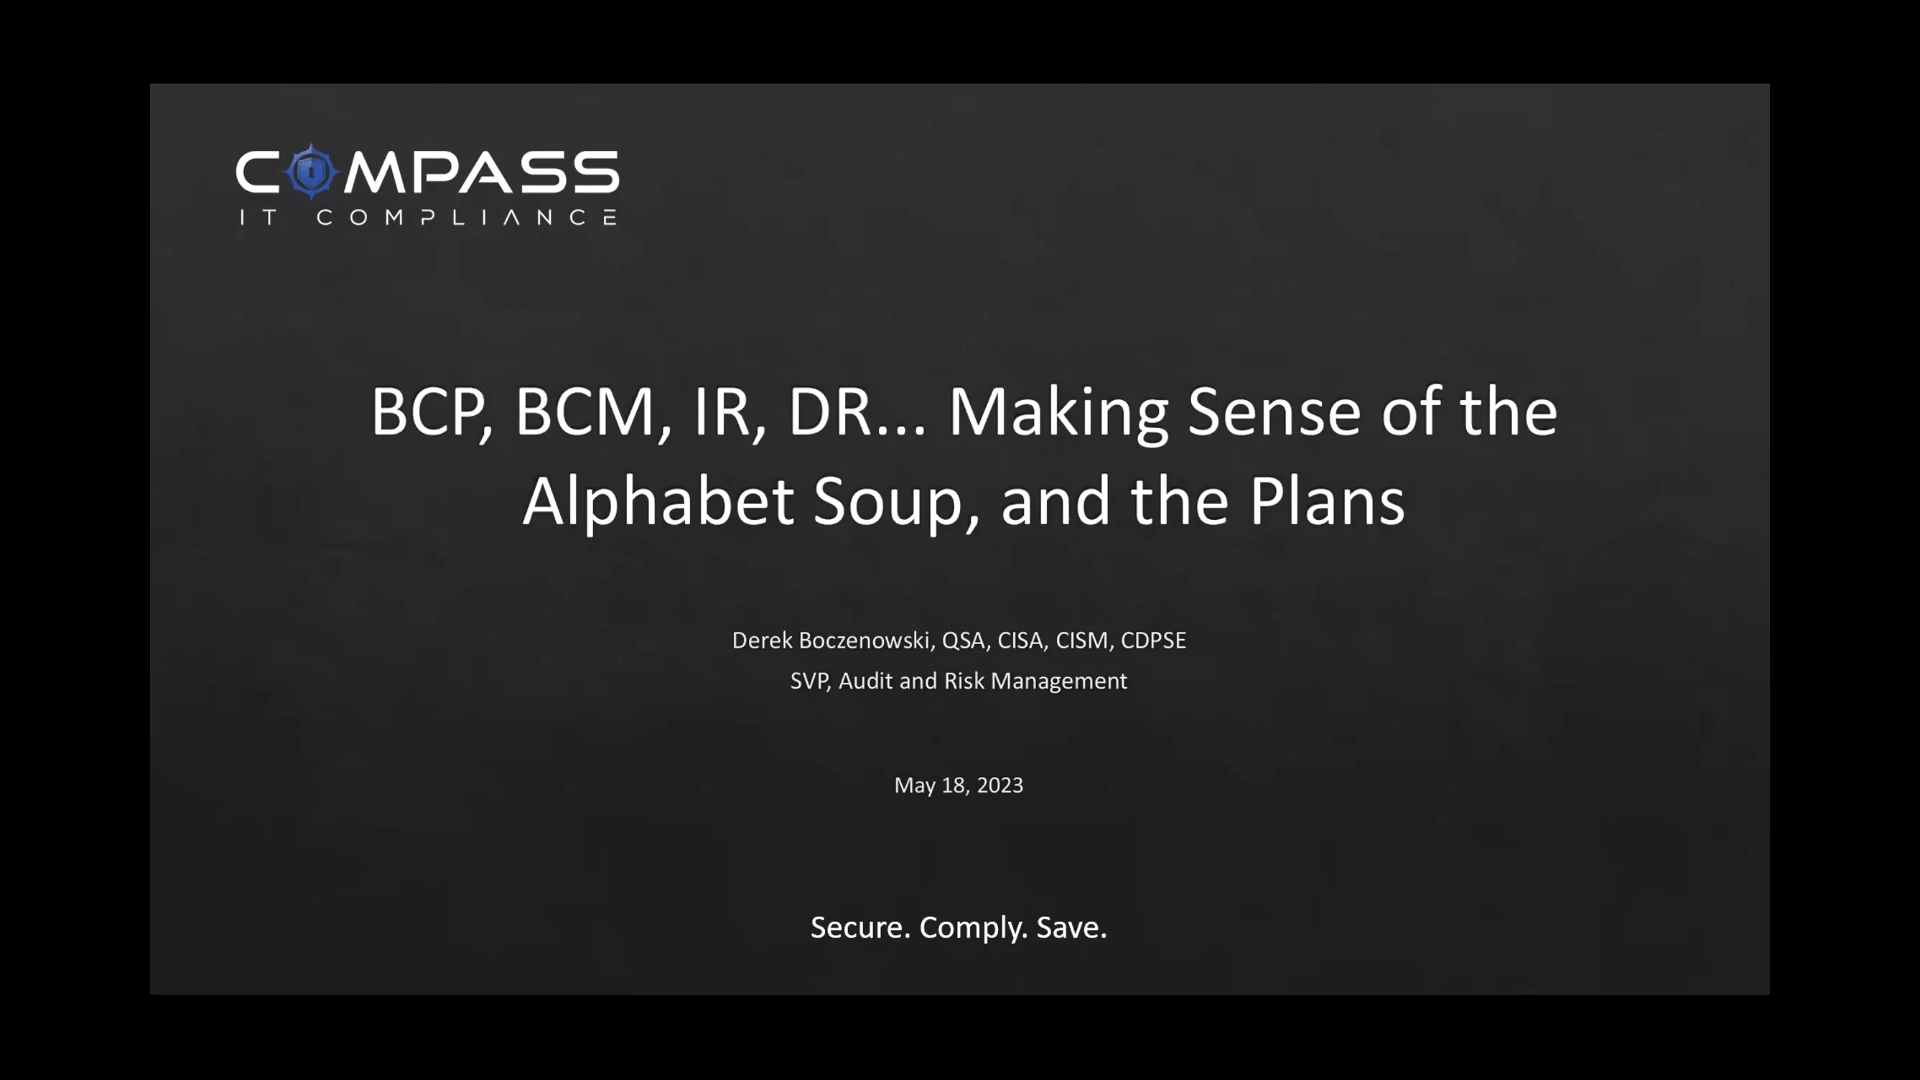 COMPASS
IT COMPLIANCE
BCP, BCM, IR, DR... Making Sense of the
Alphabet Soup, and the Plans
Derek Boczenowski, QSA, CISA, CISM, CDPSE
SVP, Audit and Risk Management
May 18, 2023
Secure. Comply. Save.